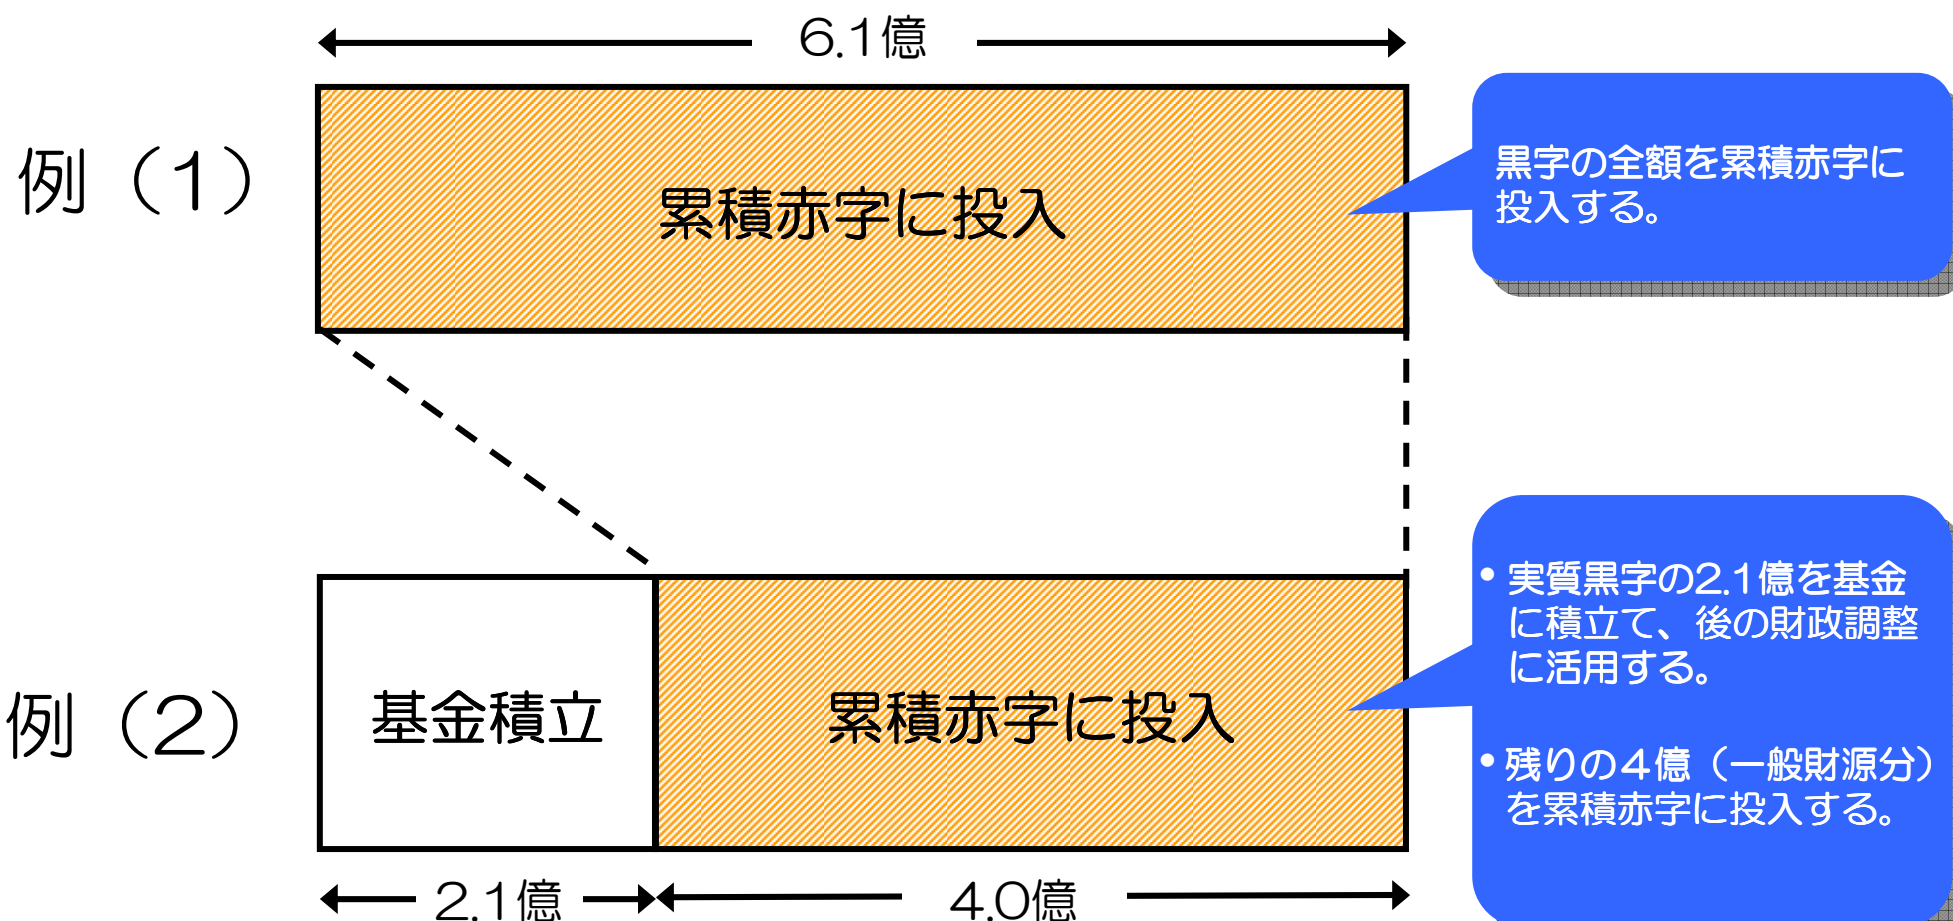 6.1億
例（1）
累積赤字に投入
黒字の全額を累積赤字に
投入する。
例（2）
基金積立
累積赤字に投入
• 実質黒字の2.1億を基金
に積立て、後の財政調整
に活用する。
• 残りの４億（一般財源分）
を累積赤字に投入する。
2.1億
4.0億